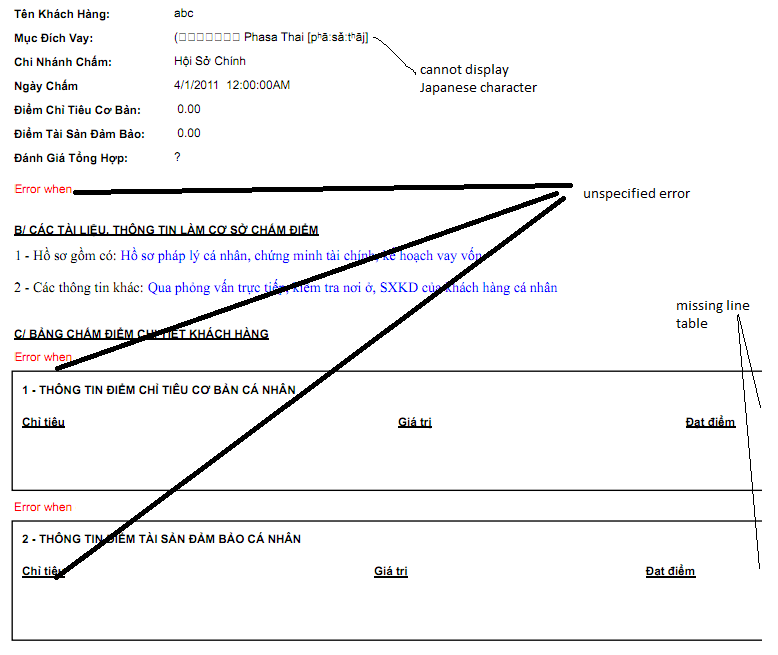 Tên Khách Hàng: abc
Mục Đích Vay: (□□□□□□□ Phasa Thai [pʰāːsǎːtʰāj]
Chi Nhánh Chấm: Hội Sở Chính
cannot display
Japanese character
Ngày Chấm 4/1/2011 12:00:00AM
Điểm Chỉ Tiêu Cơ Bản: 0.00
Điểm Tài Sản Đảm Bảo: 0.00
Đánh Giá Tổng Hợp: ?
Error when
unspecified error
B/ CÁC TÀI LIỆU, THÔNG TIN LÀM CƠ SỞ CHẤM ĐIỂM
1 - Hồ sơ gồm có: Hồ sơ pháp lý cá nhân, chứng minh tài chính, kế hoạch vay vốn
2 - Các thông tin khác: Qua phỏng vấn trực tiếp, kiểm tra nơi ở, SXKD của khách hàng cá nhân
missing line
table
C/ BẢNG CHẤM ĐIỂM CHI TIẾT KHÁCH HÀNG
Error when
1 - THÔNG TIN ĐIỂM CHỈ TIÊU CƠ BẢN CÁ NHÂN
Chỉ tiêu Giá trị Đạt điểm
Error when
2 - THÔNG TIN ĐIỂM TÀI SẢN ĐẢM BẢO CÁ NHÂN
Chỉ tiêu Giá trị Đạt điểm